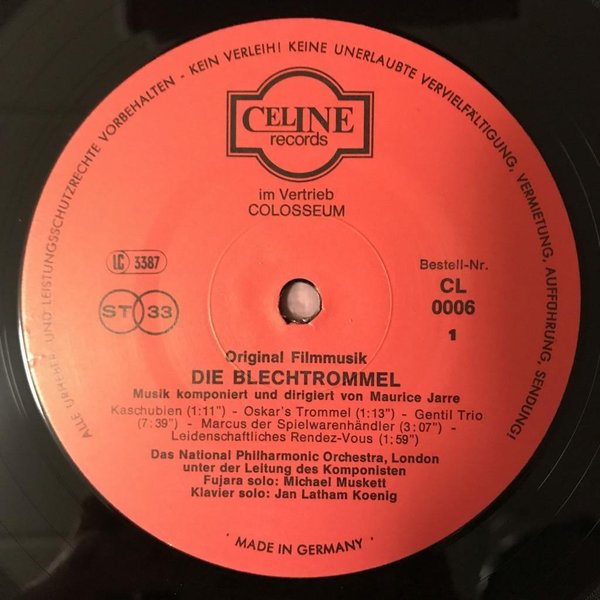 ALLE URHEBER- UND LEISTUNGSSCHUTZRECHTE VORBEHALTEN - KEIN VERLEIH! KEINE UNERLAUBTE VERVIELFÄLTIGUNG, VERMIETUNG, AUFFÜHRUNG, SENDUNG!
CELINE
records
im Vertrieb
COLOSSEUM
LC 3387
Bestell-Nr.
CL
0006
ST 33
1
Original Filmmusik
DIE BLECHTROMMEL
Musik komponiert und dirigiert von Maurice Jarre
Kaschubien (1:11") - Oskar's Trommel (1:13") - Gentil Trio
(7:39") - Marcus der Spielwarenhändler (3:07") -
Leidenschaftliches Rendez-Vous (1:59")
Das National Philharmonic Orchestra, London
unter der Leitung des Komponisten
Fujara solo: Michael Muskett
Klavier solo: Jan Latham Koenig
' MADE IN GERMANY '